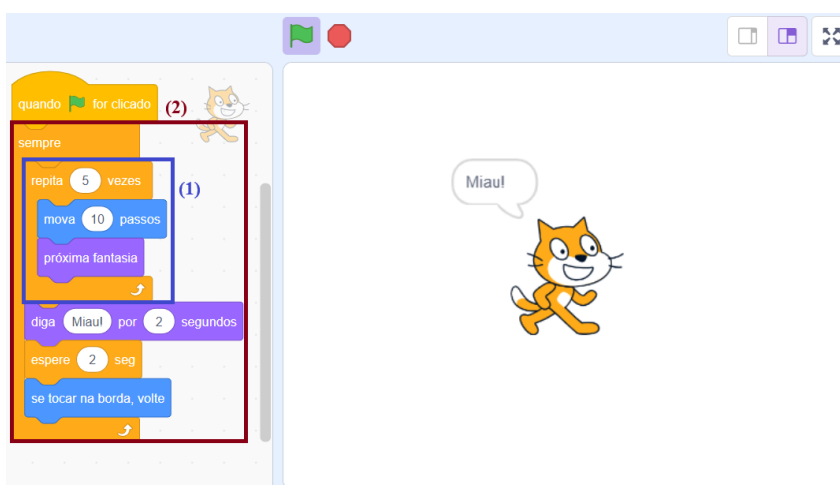 quando for clicado (2)
sempre
repita 5 vezes
(1)
mova 10 passos
próxima fantasia
diga Miau! por 2 segundos
espere 2 seg
se tocar na borda, volte
Miau!